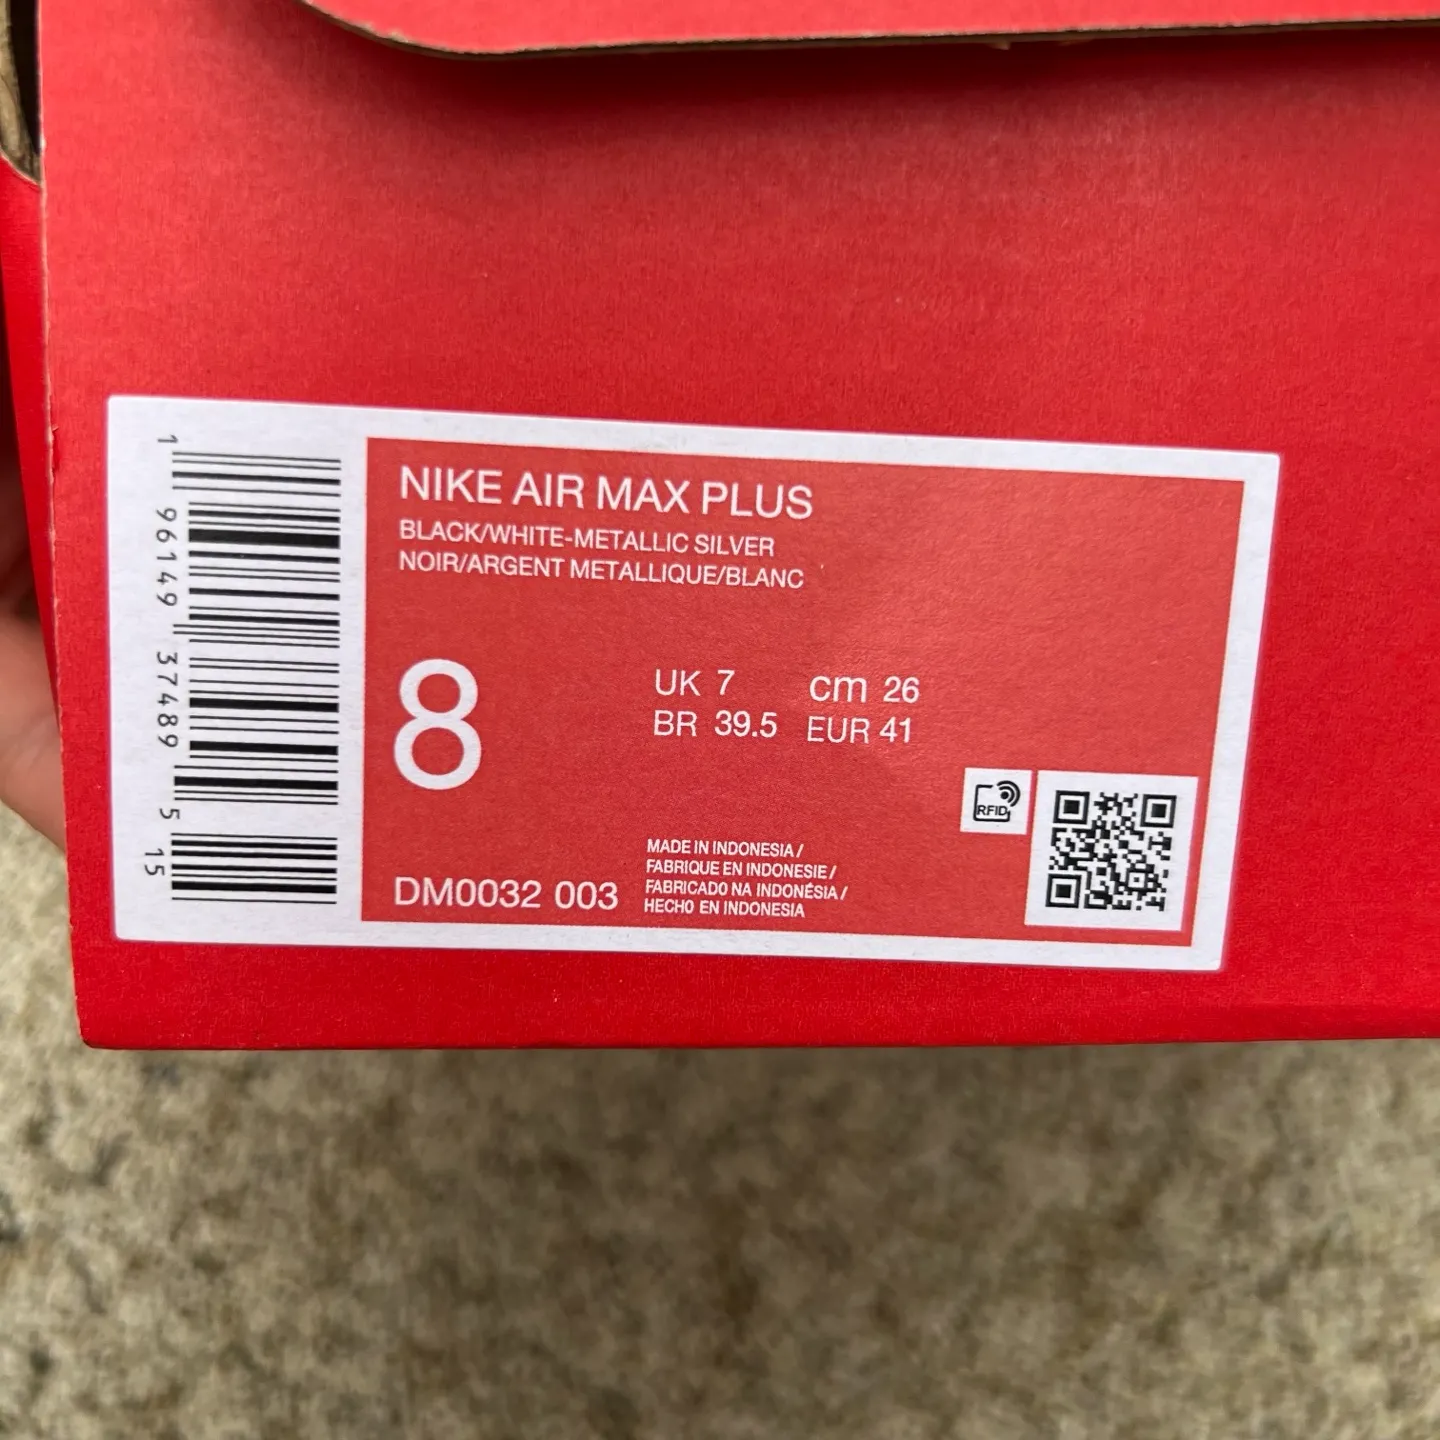 1 96149 37489 5 15
NIKE AIR MAX PLUS
BLACK/WHITE-METALLIC SILVER
NOIR/ARGENT METALLIQUE/BLANC
8
UK 7 cm 26
BR 39.5 EUR 41
RFID
MADE IN INDONESIA /
FABRIQUE EN INDONESIE /
FABRICADO NA INDONÉSIA /
HECHO EN INDONESIA
DM0032 003